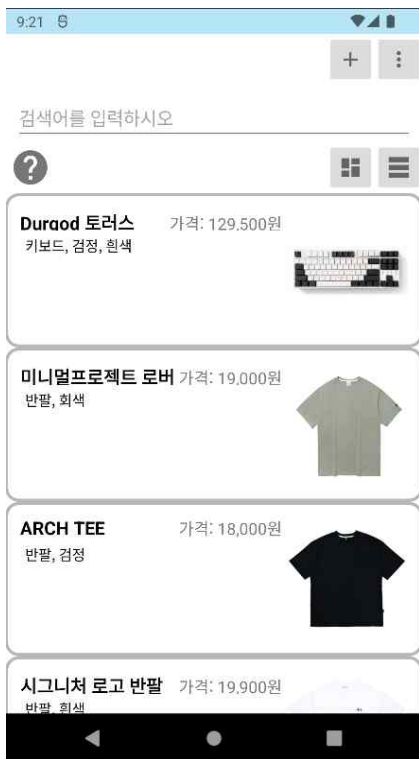 9:21
검색어를 입력하시오
?
Durgod 토러스 가격: 129,500원
키보드, 검정, 흰색
미니멀프로젝트 로버 가격: 19,000원
반팔, 회색
ARCH TEE 가격: 18,000원
반팔, 검정
시그니처 로고 반팔 가격: 19,900원
반팔, 흰색